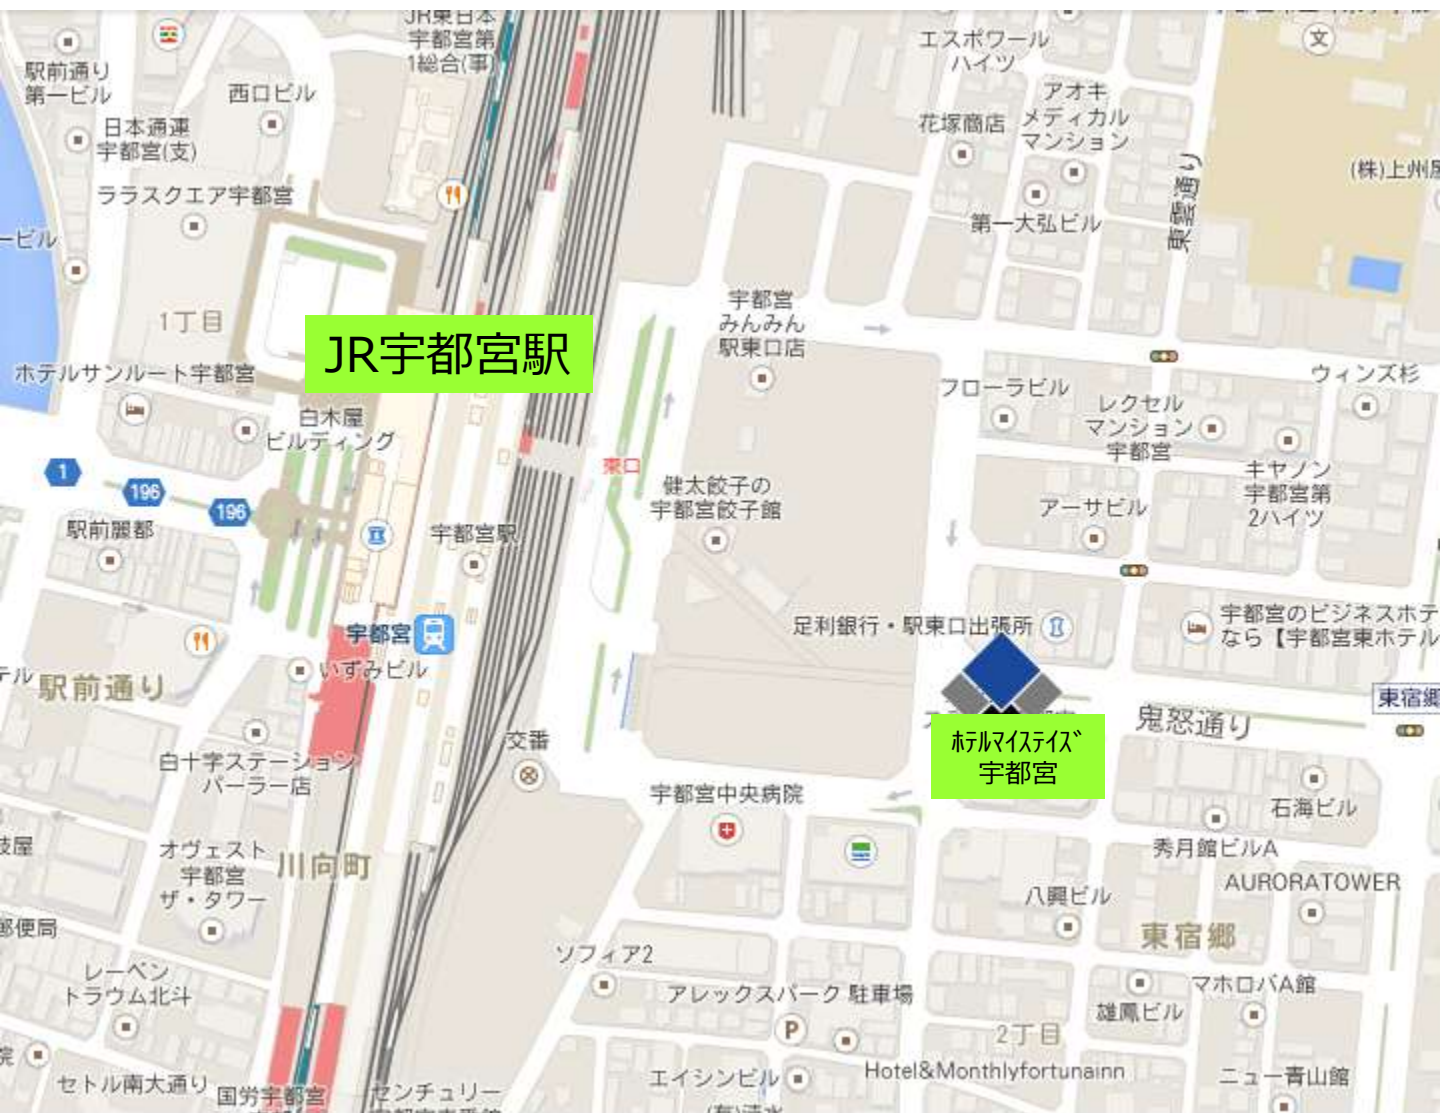 JR東日本
宇都宮第
1総合(事)
エスポワール
ハイツ
文
駅前通り
第一ビル
西口ビル
アオキ
メディカル
マンション
花塚商店
日本通運
宇都宮(支)
(株)上州屋
ララスクエア宇都宮
東雲通り
第一大弘ビル
ービル
宇都宮
みんみん
駅東口店
1丁目
JR宇都宮駅
ホテルサンルート宇都宮
ウィンズ杉
フローラビル
レクセル
マンション
宇都宮
白木屋
ビルディング
東口
1
196
196
健太餃子の
宇都宮餃子館
キヤノン
宇都宮第
2ハイツ
アーサビル
駅前麗都
宇都宮駅
足利銀行・駅東口出張所
宇都宮のビジネスホテ
なら【宇都宮東ホテル
宇都宮
いずみビル
テル
駅前通り
東宿郷
鬼怒通り
ホテルマイステイズ
宇都宮
交番
白十字ステーション
パーラー店
宇都宮中央病院
石海ビル
秀月館ビルA
オヴェスト
宇都宮
ザ・タワー
川向町
AURORATOWER
八興ビル
郵便局
東宿郷
ソフィア2
レーベン
トラウム北斗
アレックスパーク 駐車場
マホロバA館
雄鳳ビル
P
2丁目
院
セトル南大通り
国労宇都宮
センチュリー
エイシンビル
Hotel&Monthlyfortunainn
ニュー青山館